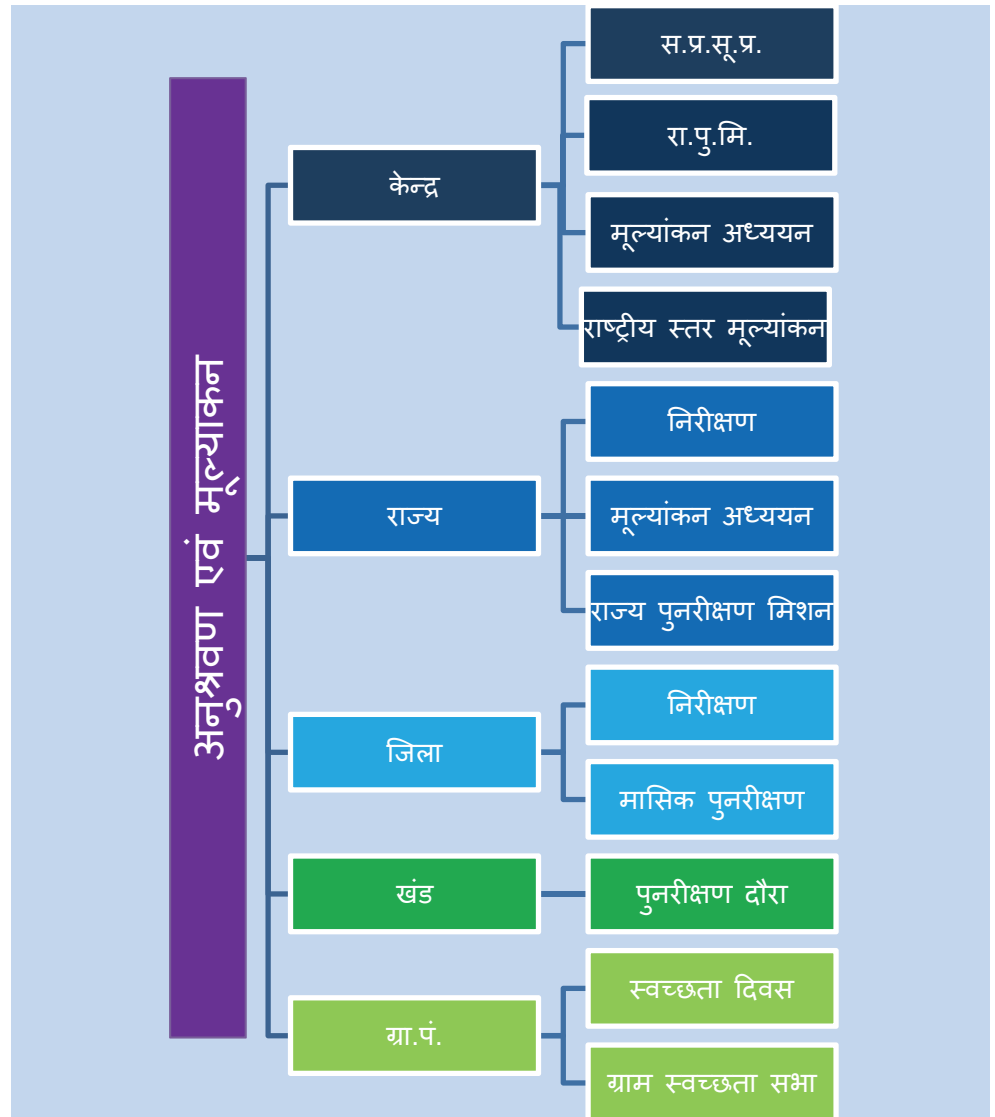 अनुश्रवण एवं मूल्याकन
केन्द्र
स.प्र.सू.प्र.
रा.पु.मि.
मूल्यांकन अध्ययन
राष्ट्रीय स्तर मूल्यांकन
राज्य
निरीक्षण
मूल्यांकन अध्ययन
राज्य पुनरीक्षण मिशन
जिला
निरीक्षण
मासिक पुनरीक्षण
खंड
पुनरीक्षण दौरा
ग्रा.पं.
स्वच्छता दिवस
ग्राम स्वच्छता सभा